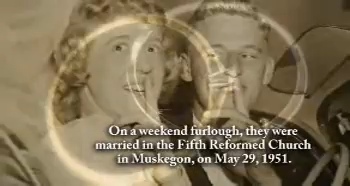 On a weekend furlough, they were
married in the Fifth Reformed Church
in Muskegon, on May 29, 1951.